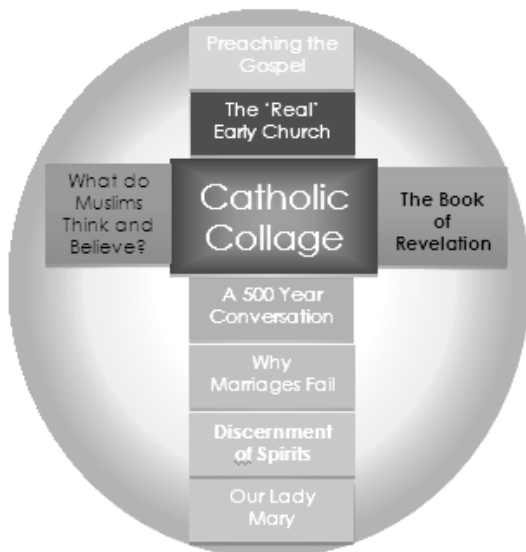 Preaching the
Gospel
The "Real"
Early Church
What do
Muslims
Think and
Believe?
Catholic
Collage
The Book
of
Revelation
A 500 Year
Conversation
Why
Marriages Fail
Discernment
of Spirits
Our Lady
Mary